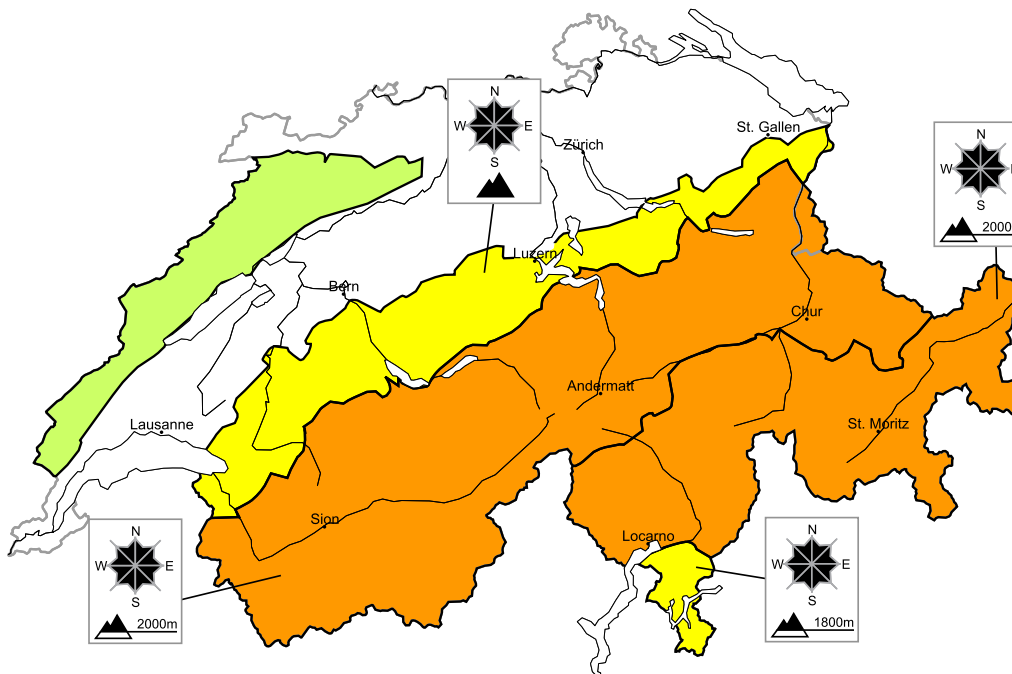 N
W E
S
St. Gallen
Zürich
N
W
S
2000
Luzern
Bern
Chur
Andermatt
St. Moritz
Lausanne
Sion
Locarno
N
W E
S
2000m
N
W E
S
1800m